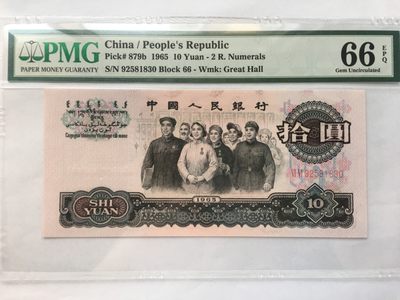 PMG
PAPER MONEY GUARANTY
China / People's Republic
Pick# 879b 1965 10 Yuan - 2 R. Numerals
S/N 92581830 Block 66 - Wmk: Great Hall
66
EPQ
Gem Uncirculated
中國人民銀行
拾圓
92581830
1965
SHI
YUAN
10